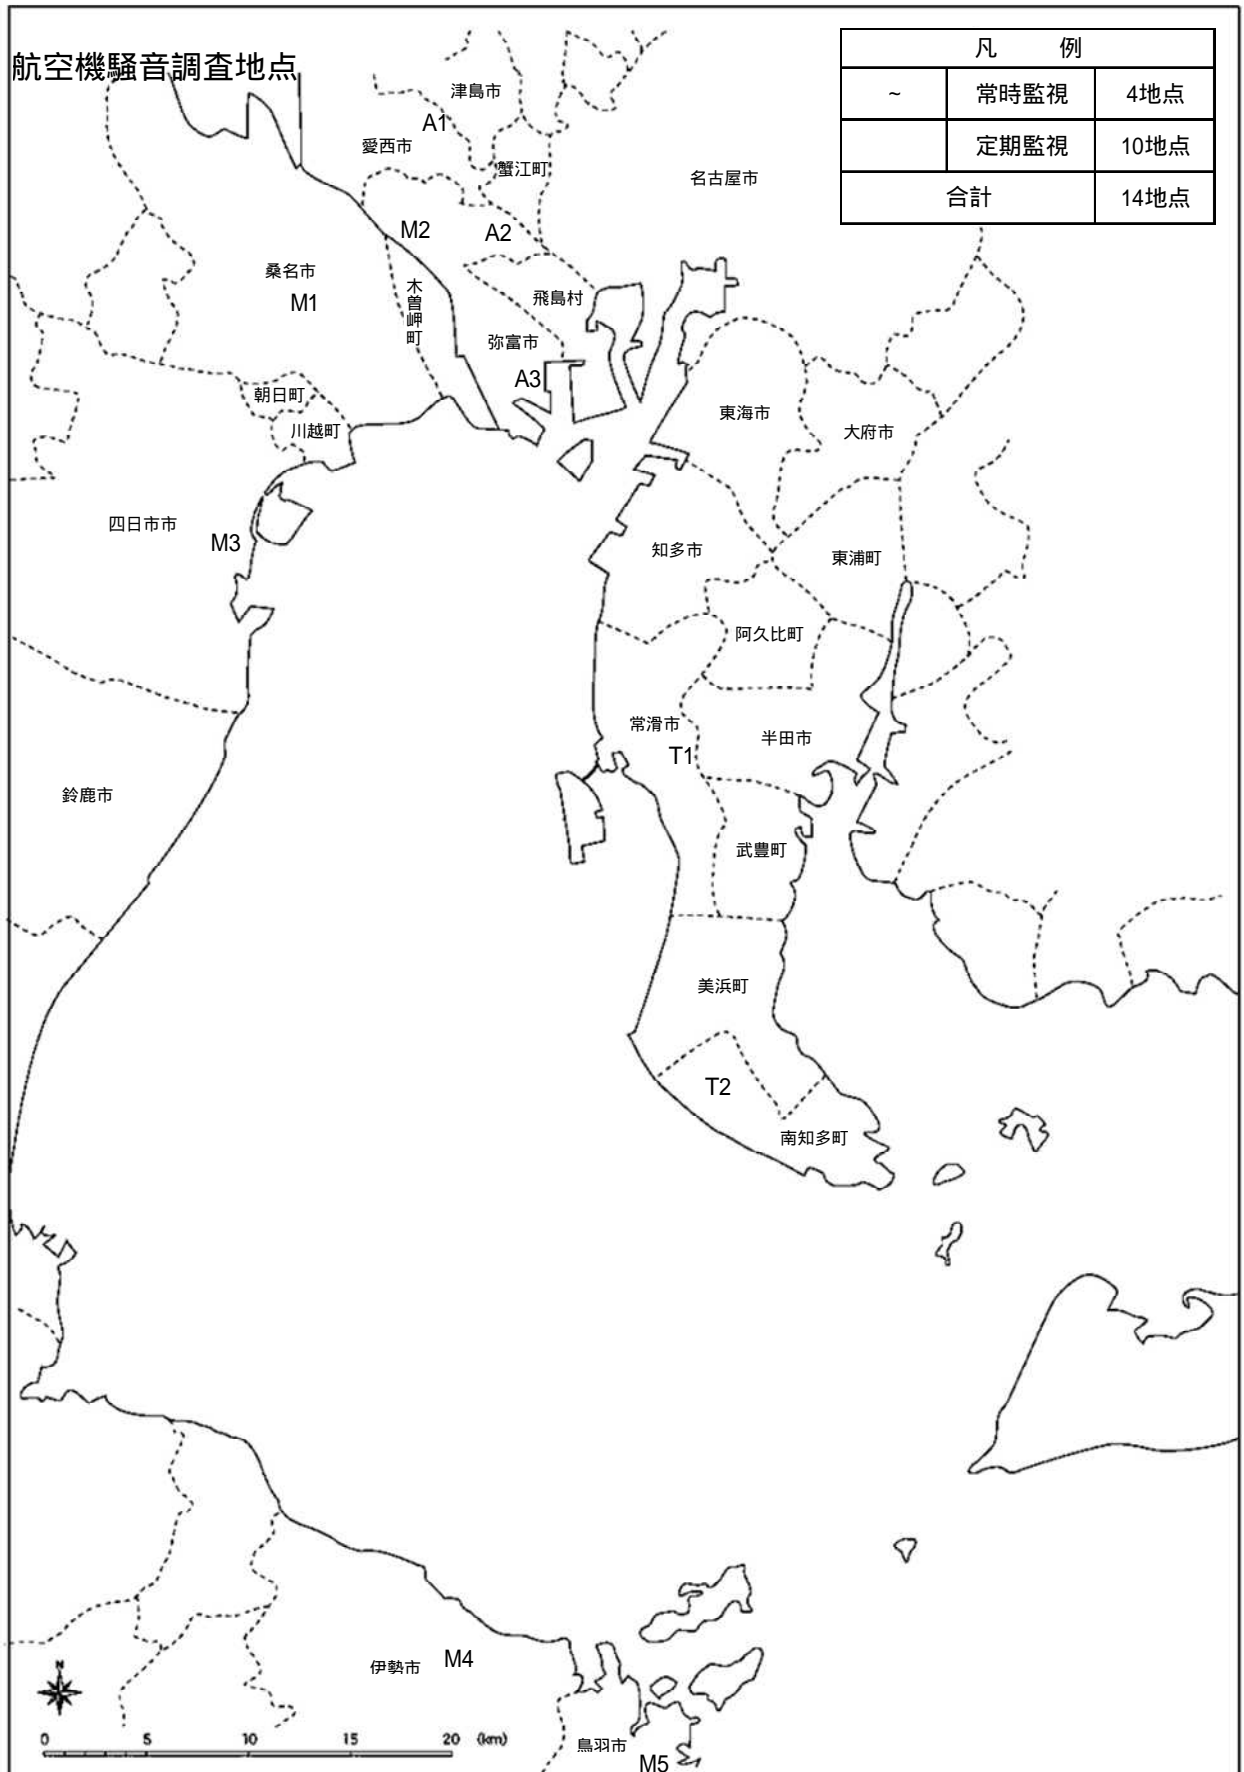 航空機騒音調査地点
凡 例
~ 常時監視 4地点
定期監視 10地点
合計 14地点
津島市
A1
愛西市
蟹江町
名古屋市
M2
A2
桑名市
M1
木曽岬町
飛島村
弥富市
A3
朝日町
川越町
東海市
大府市
四日市市
M3
知多市
東浦町
阿久比町
常滑市
T1
半田市
鈴鹿市
武豊町
美浜町
T2
南知多町
伊勢市
M4
鳥羽市
M5
N
0 5 10 15 20 (km)